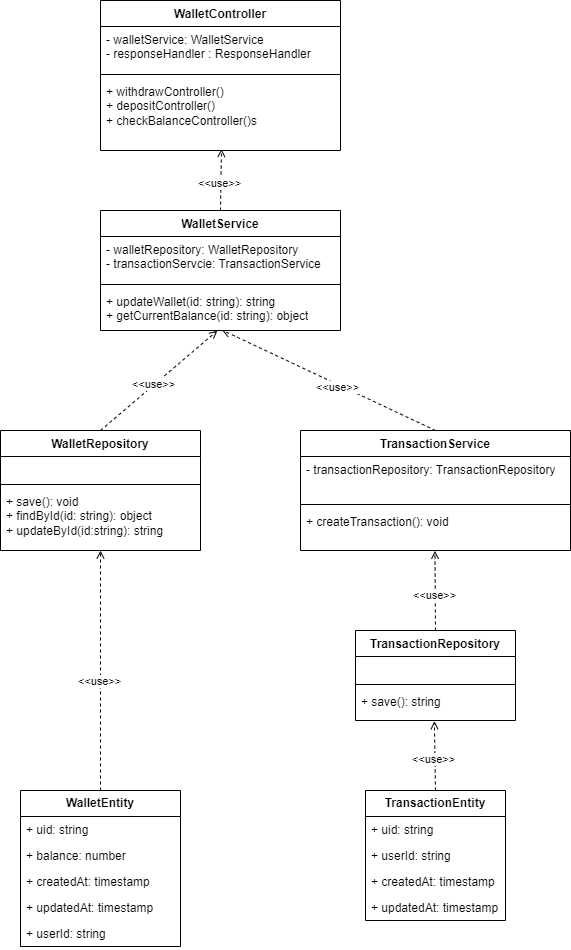 WalletController
- walletService: WalletService
- responseHandler : ResponseHandler
+ withdrawController()
+ depositController()
+ checkBalanceController()s
<<use>>
WalletService
- walletRepository: WalletRepository
- transactionServcie: TransactionService
+ updateWallet(id: string): string
+ getCurrentBalance(id: string): object
<<use>>
<<use>>
WalletRepository
+ save(): void
+ findById(id: string): object
+ updateById(id:string): string
TransactionService
- transactionRepository: TransactionRepository
+ createTransaction(): void
<<use>>
TransactionRepository
+ save(): string
<<use>>
<<use>>
WalletEntity
+ uid: string
+ balance: number
+ createdAt: timestamp
+ updatedAt: timestamp
+ userId: string
TransactionEntity
+ uid: string
+ userId: string
+ createdAt: timestamp
+ updatedAt: timestamp